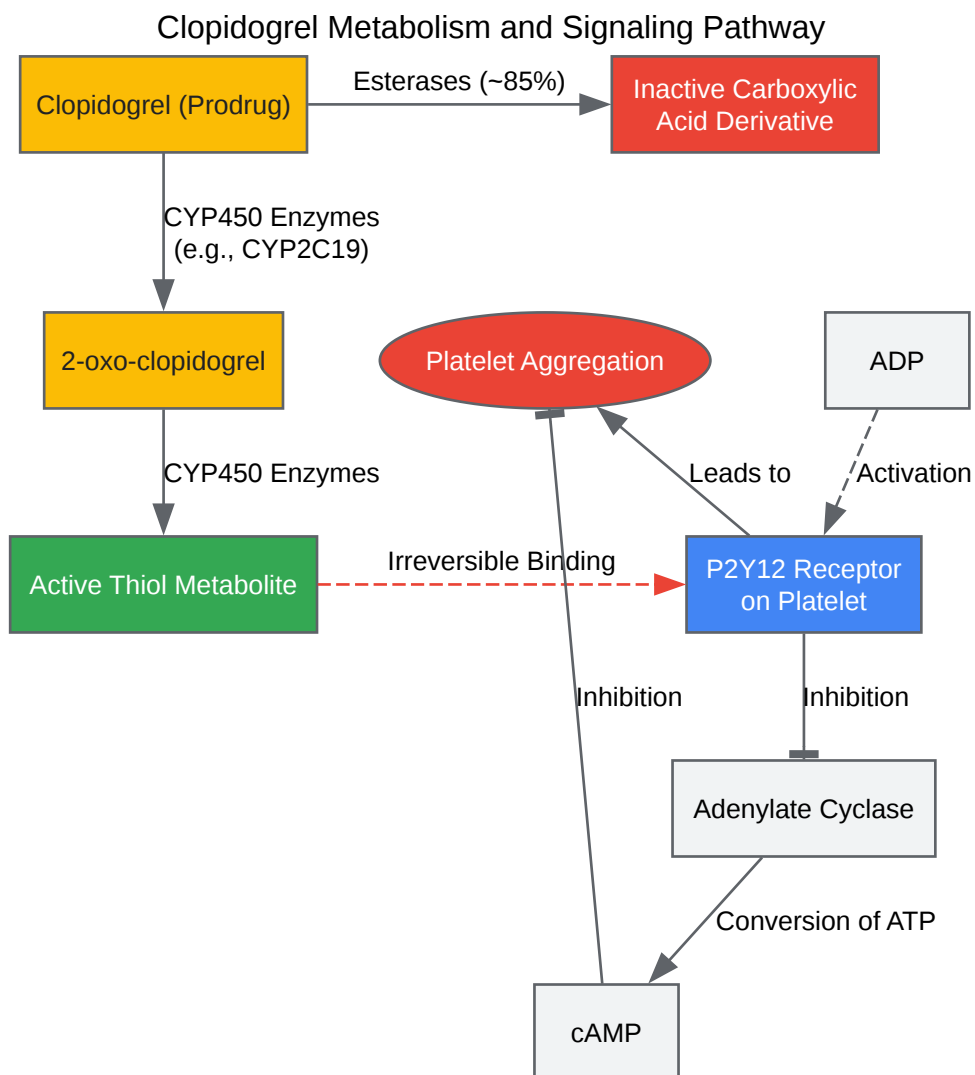 Clopidogrel Metabolism and Signaling Pathway
Clopidogrel (Prodrug)
Esterases (~85%)
Inactive Carboxylic
Acid Derivative
CYP450 Enzymes
(e.g., CYP2C19)
2-oxo-clopidogrel
Platelet Aggregation
ADP
CYP450 Enzymes
Leads to
Activation
Active Thiol Metabolite
Irreversible Binding
P2Y12 Receptor
on Platelet
Inhibition
Inhibition
Adenylate Cyclase
Conversion of ATP
cAMP